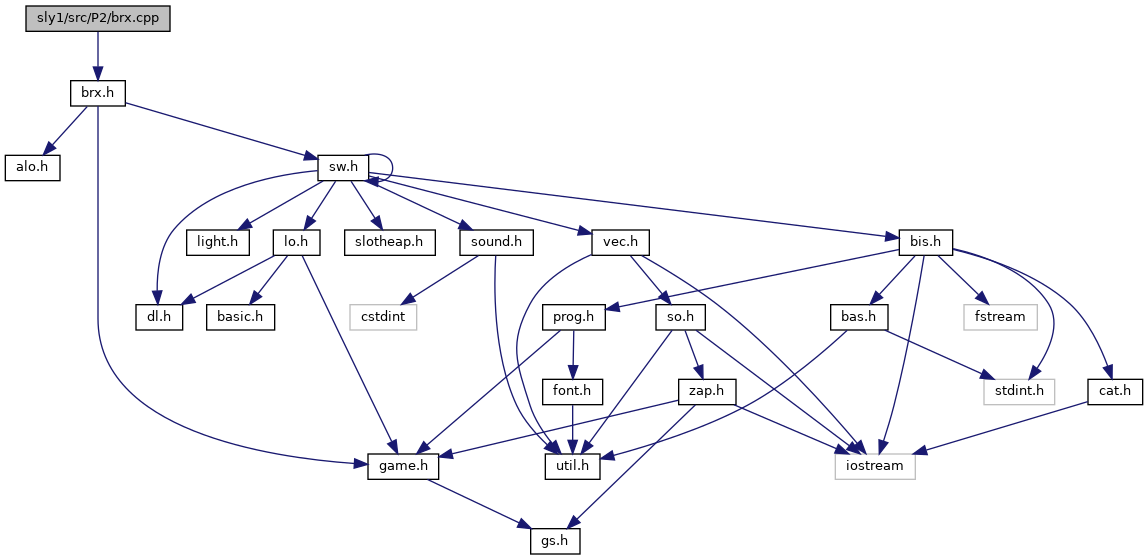 sly1/src/P2/brx.cpp
brx.h
alo.h
sw.h
light.h
lo.h
slotheap.h
sound.h
vec.h
bis.h
dl.h
basic.h
cstdint
prog.h
so.h
bas.h
fstream
font.h
zap.h
stdint.h
cat.h
game.h
util.h
iostream
gs.h